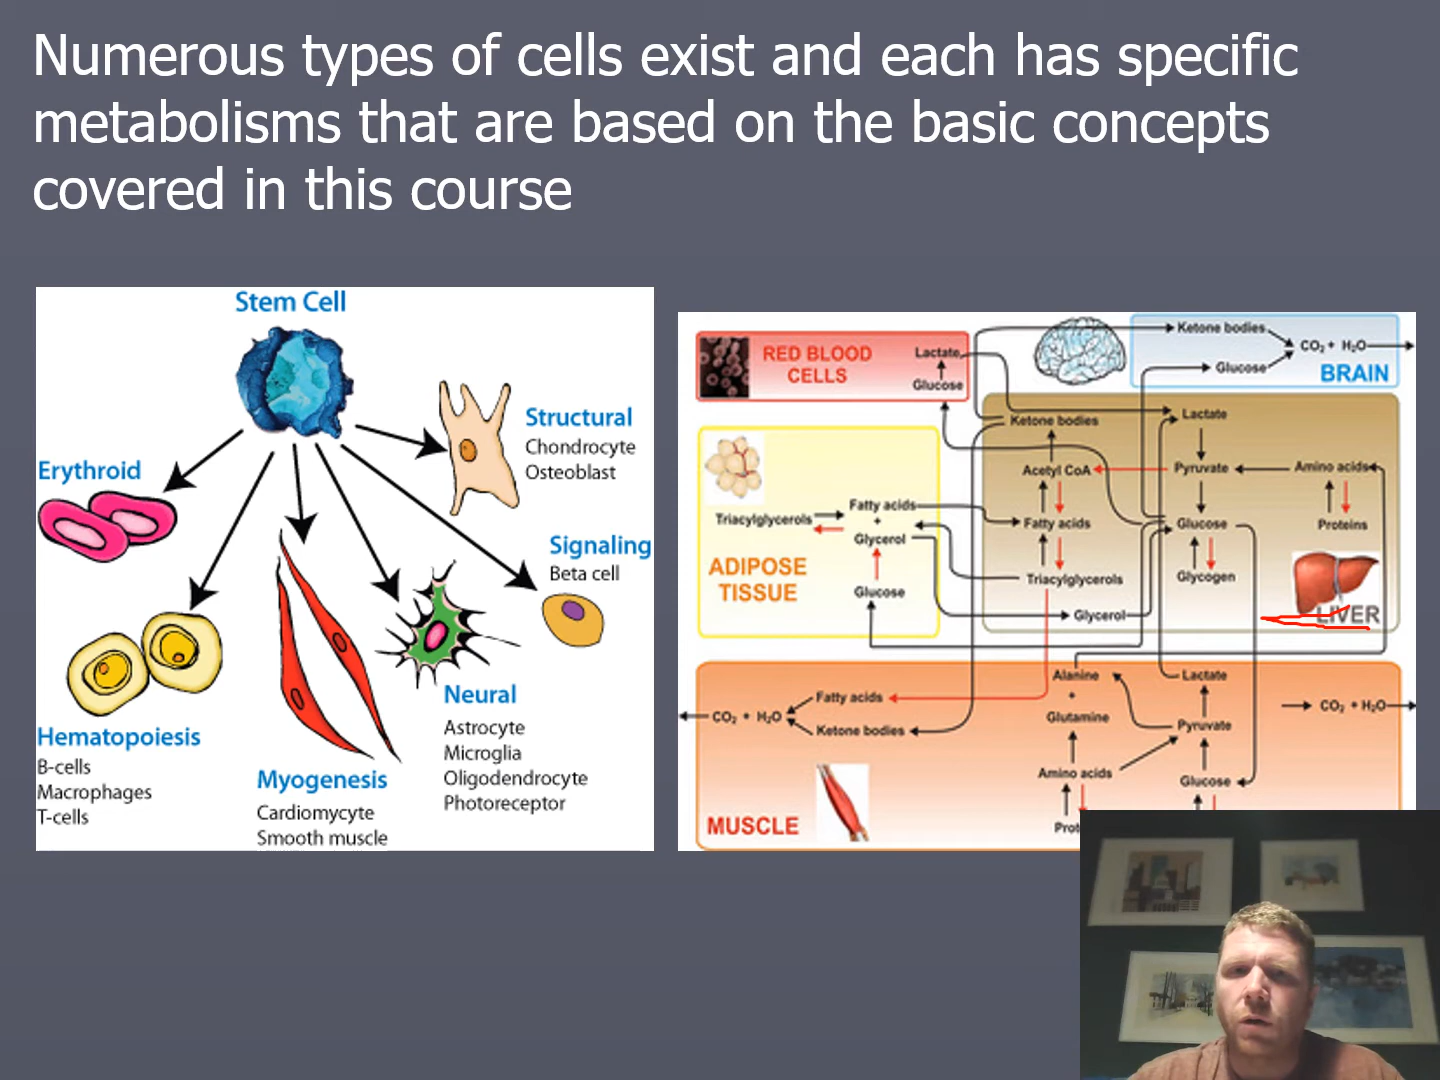 Numerous types of cells exist and each has specific
metabolisms that are based on the basic concepts
covered in this course
Stem Cell
Structural
Chondrocyte
Osteoblast
Erythroid
Signaling
Beta cell
Neural
Astrocyte
Microglia
Oligodendrocyte
Photoreceptor
Hematopoiesis
B-cells
Macrophages
T-cells
Myogenesis
Cardiomycyte
Smooth muscle
RED BLOOD
CELLS
Lactate
Glucose
Ketone bodies
Glucose
CO₂ + H₂O
BRAIN
ADIPOSE
TISSUE
Triacylglycerols
Fatty acids
+
Glycerol
Glucose
Ketone bodies
Lactate
Acetyl CoA
Pyruvate
Amino acids
Fatty acids
Glucose
Proteins
Triacylglycerols
Glycogen
Glycerol
LIVER
Fatty acids
CO₂ + H₂O
Ketone bodies
MUSCLE
Alanine
+
Glutamine
Amino acids
Lactate
Pyruvate
Glucose
CO₂ + H₂O
Prot